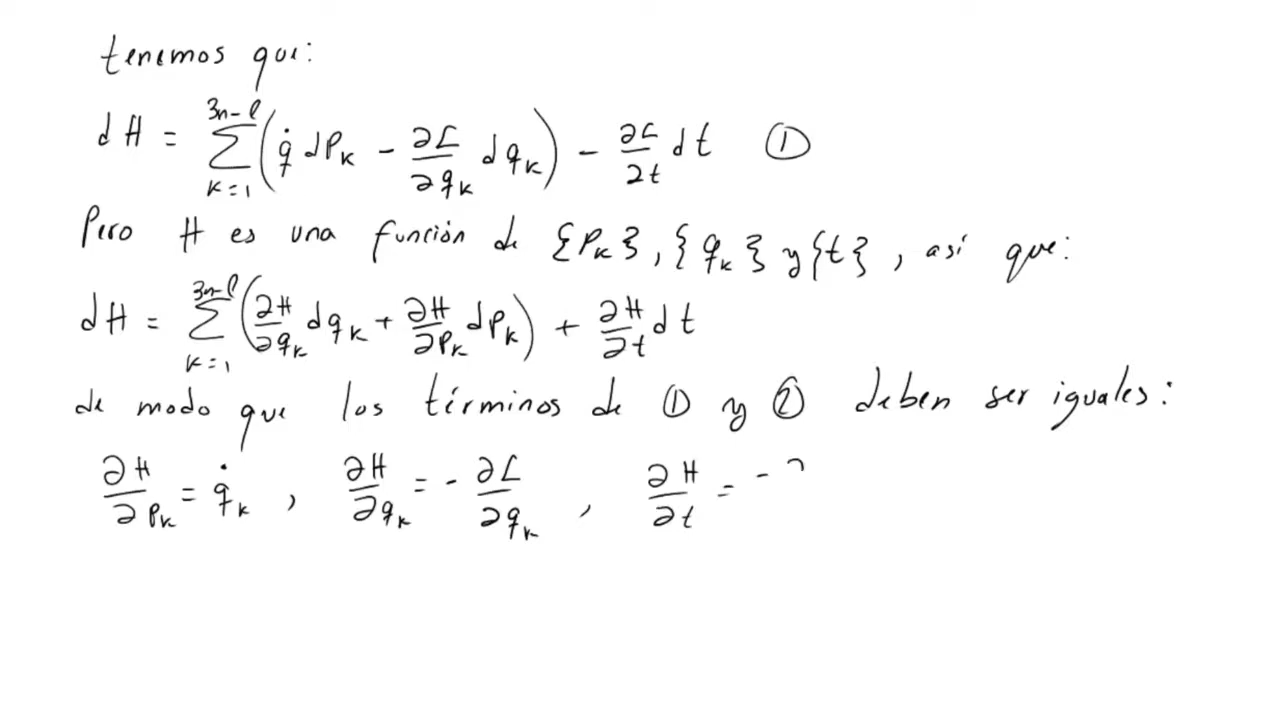 tenemos que:
dH = ∑_{k=1}^{3n-l} (q̇ dp_k - ∂L/∂q_k dq_k) - ∂L/∂t dt ①
Pero H es una función de {p_k}, {q_k} y {t}, así que:
dH = ∑_{k=1}^{3n-l} (∂H/∂q_k dq_k + ∂H/∂p_k dp_k) + ∂H/∂t dt
de modo que los términos de ① y ② deben ser iguales:
∂H/∂p_k = q̇_k , ∂H/∂q_k = - ∂L/∂q_k , ∂H/∂t = -